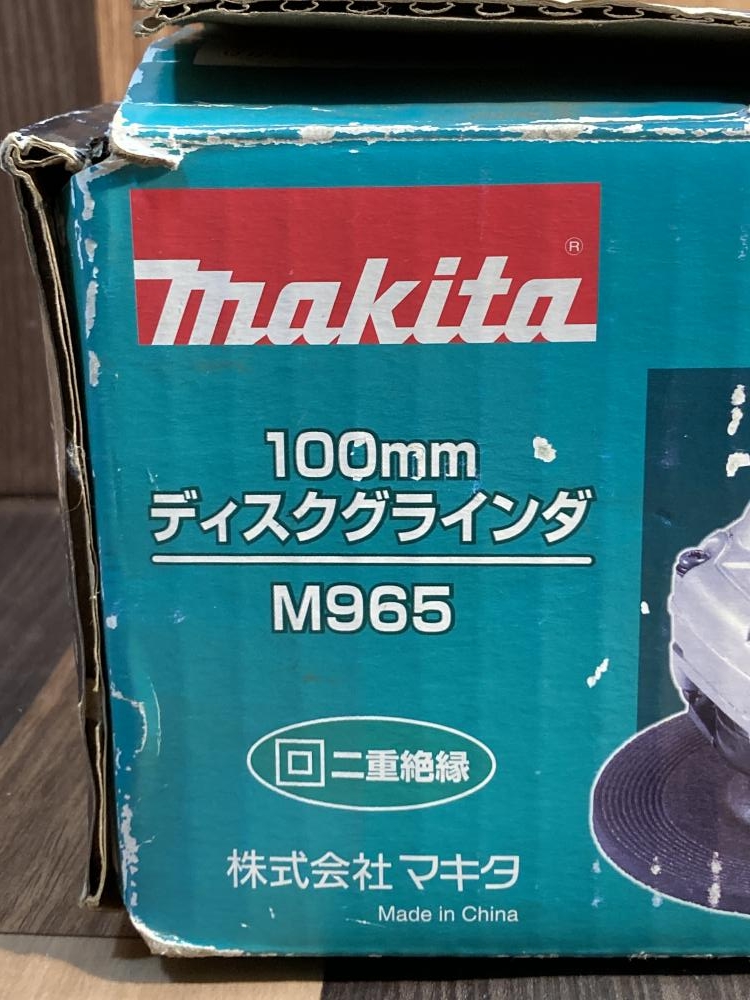 makita®
100mm
ディスクグラインダ
M965
回二重絶縁
株式会社マキタ
Made in China